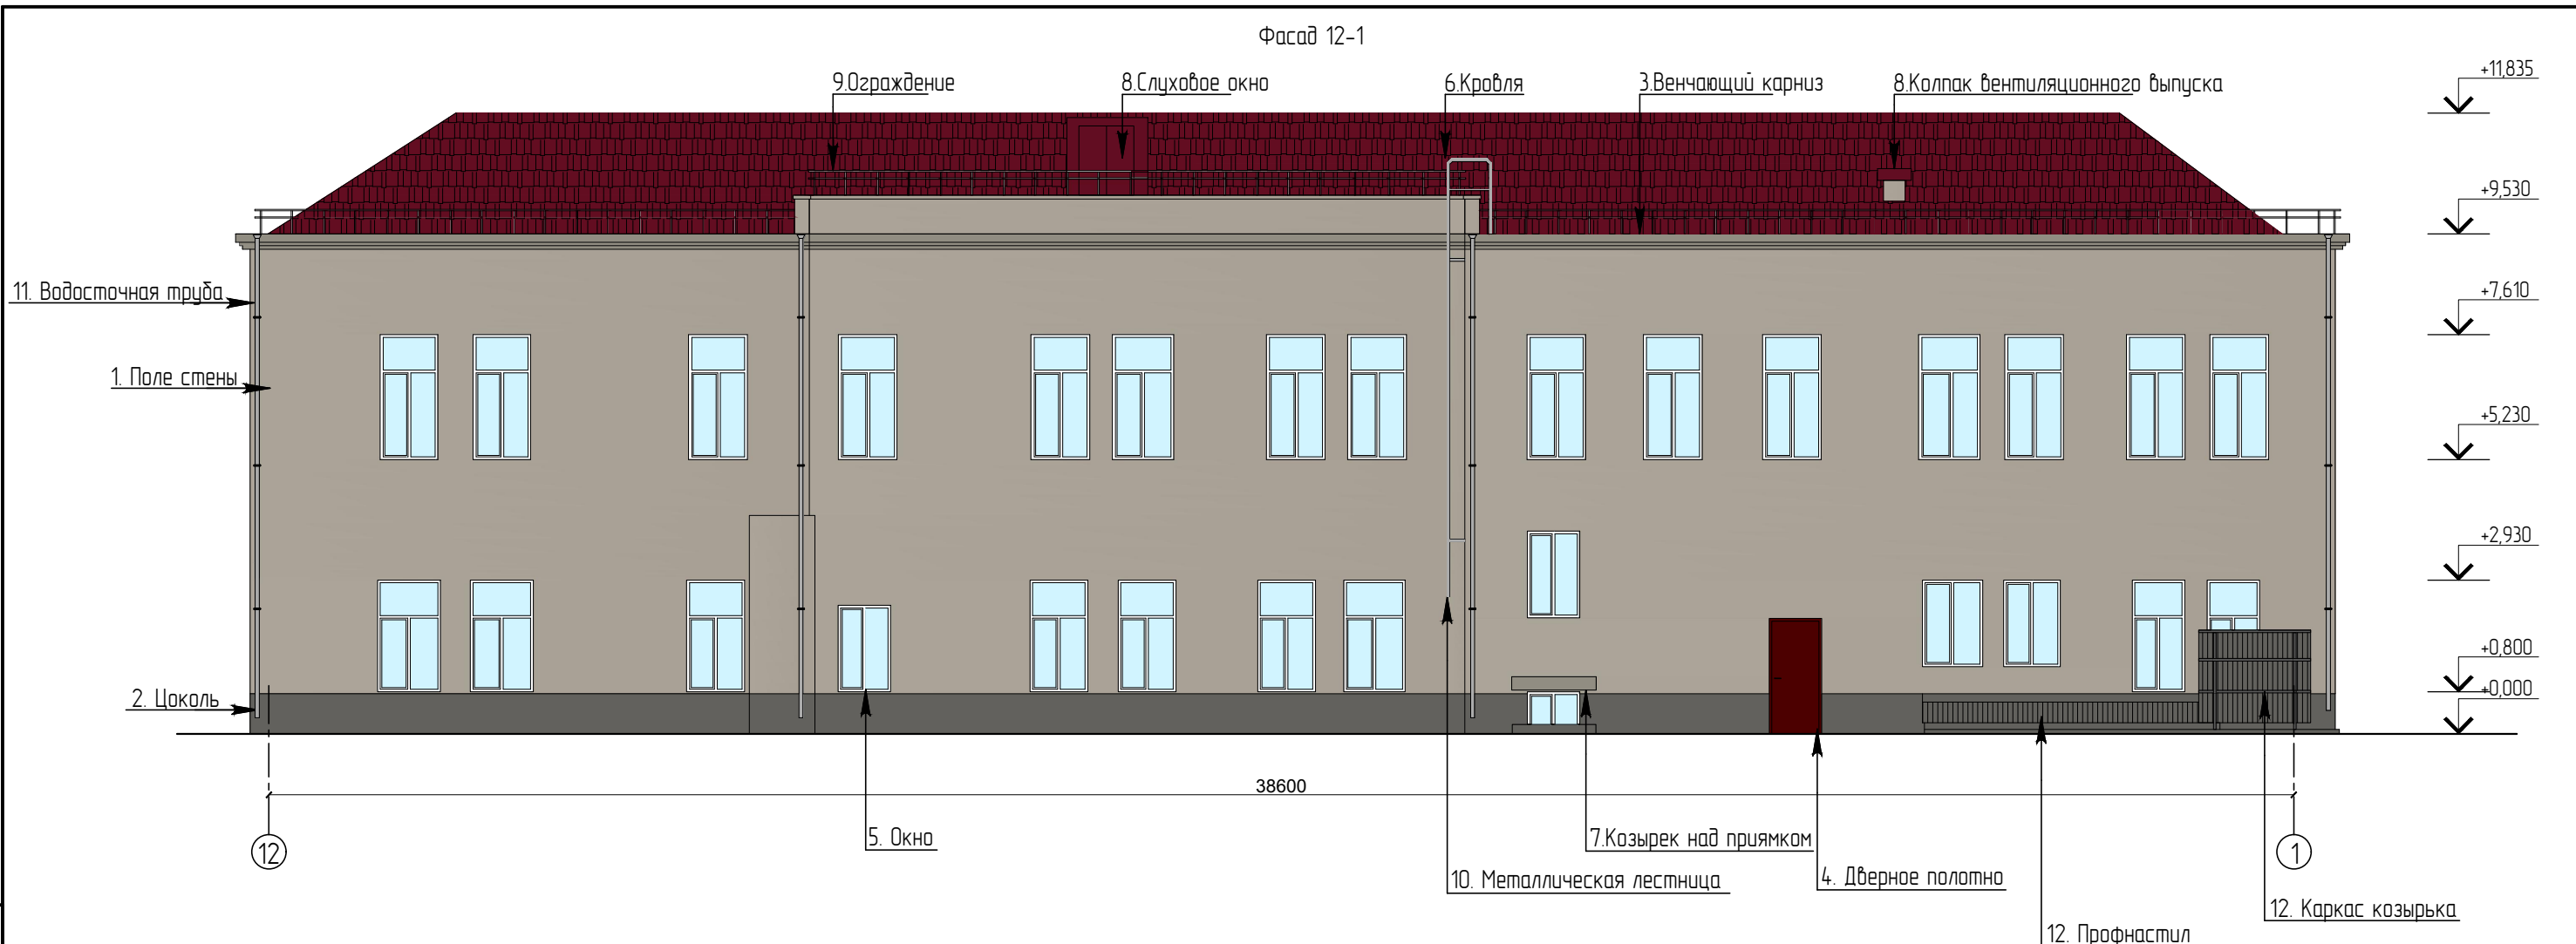 Фасад 12-1
9.Ограждение
8.Слуховое окно
6.Кровля
3.Венчающий карниз
8.Колпак вентиляционного выпуска
+11,835
+9,530
11. Водосточная труба
+7,610
1. Поле стены
+5,230
+2,930
+0,800
2. Цоколь
+0,000
38600
12
5. Окно
7.Козырек над приямком
1
10. Металлическая лестница
4. Дверное полотно
12. Каркас козырька
12. Профнастил